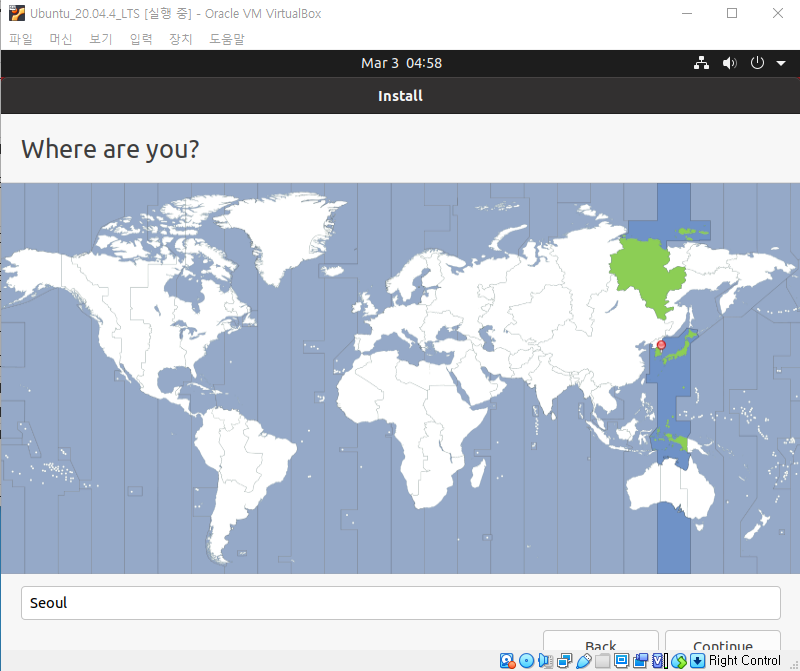 Ubuntu_20.04.4_LTS [실행 중] - Oracle VM VirtualBox
파일 머신 보기 입력 장치 도움말
Mar 3 04:58
Install
Where are you?
Seoul
Back Continue
Right Control